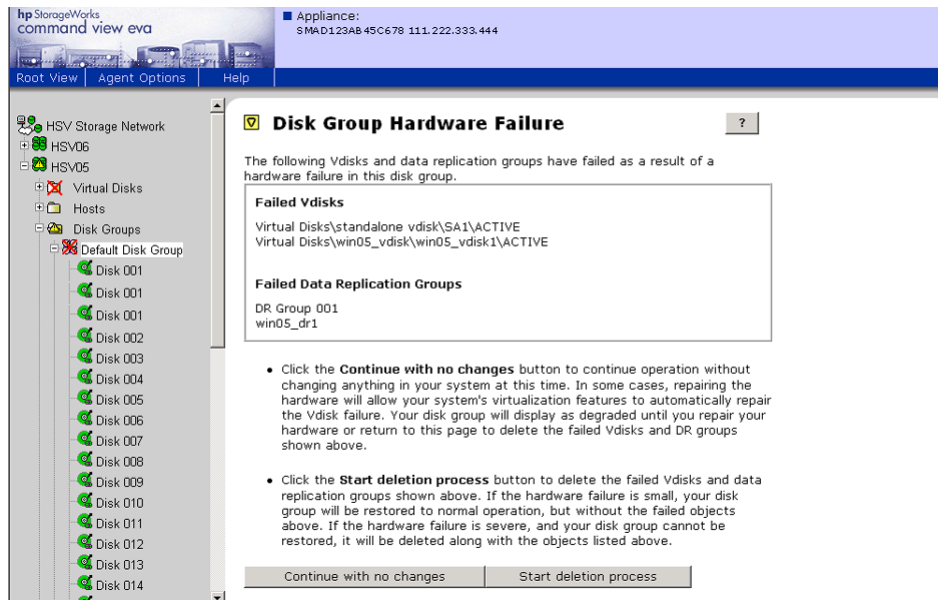 hp StorageWorks
command view eva
Appliance:
SMAD123AB45C678 111.222.333.444
Root View
Agent Options
Help
HSV Storage Network
HSV06
HSV05
Virtual Disks
Hosts
Disk Groups
Default Disk Group
Disk 001
Disk 001
Disk 001
Disk 002
Disk 003
Disk 004
Disk 005
Disk 006
Disk 007
Disk 008
Disk 009
Disk 010
Disk 011
Disk 012
Disk 013
Disk 014
Disk Group Hardware Failure
?
The following Vdisks and data replication groups have failed as a result of a
hardware failure in this disk group.
Failed Vdisks
Virtual Disks\standalone vdisk\SA1\ACTIVE
Virtual Disks\win05_vdisk\win05_vdisk1\ACTIVE
Failed Data Replication Groups
DR Group 001
win05_dr1
• Click the Continue with no changes button to continue operation without
changing anything in your system at this time. In some cases, repairing the
hardware will allow your system's virtualization features to automatically repair
the Vdisk failure. Your disk group will display as degraded until you repair your
hardware or return to this page to delete the failed Vdisks and DR groups
shown above.
• Click the Start deletion process button to delete the failed Vdisks and data
replication groups shown above. If the hardware failure is small, your disk
group will be restored to normal operation, but without the failed objects
above. If the hardware failure is severe, and your disk group cannot be
restored, it will be deleted along with the objects listed above.
Continue with no changes
Start deletion process